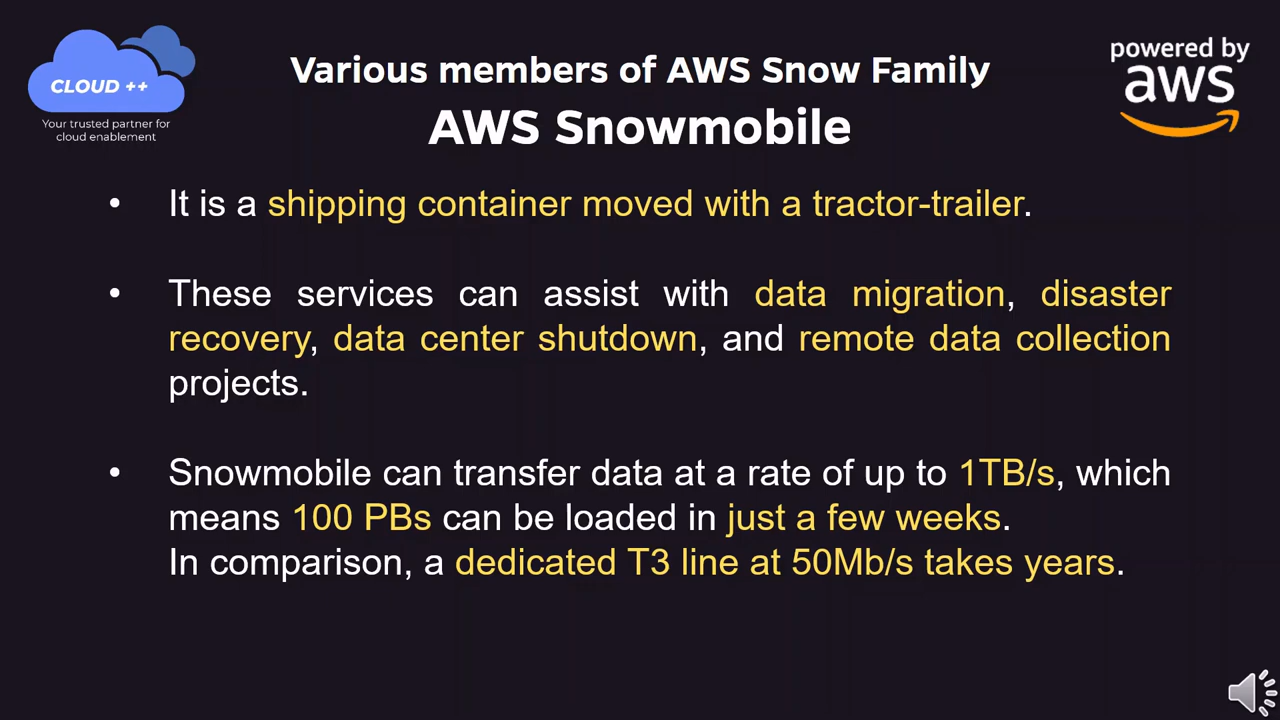 CLOUD ++
Your trusted partner for
cloud enablement
Various members of AWS Snow Family
AWS Snowmobile
powered by
aws
• It is a shipping container moved with a tractor-trailer.
• These services can assist with data migration, disaster
recovery, data center shutdown, and remote data collection
projects.
• Snowmobile can transfer data at a rate of up to 1TB/s, which
means 100 PBs can be loaded in just a few weeks.
In comparison, a dedicated T3 line at 50Mb/s takes years.